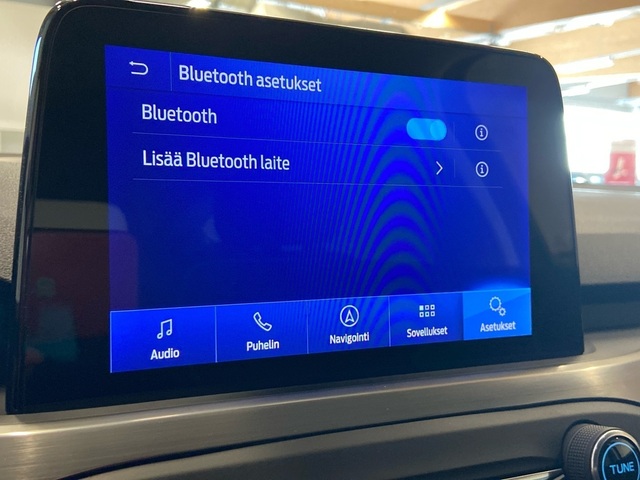 Bluetooth asetukset
Bluetooth
Lisää Bluetooth laite
Audio
Puhelin
Navigointi
Sovellukset
Asetukset
TUNE